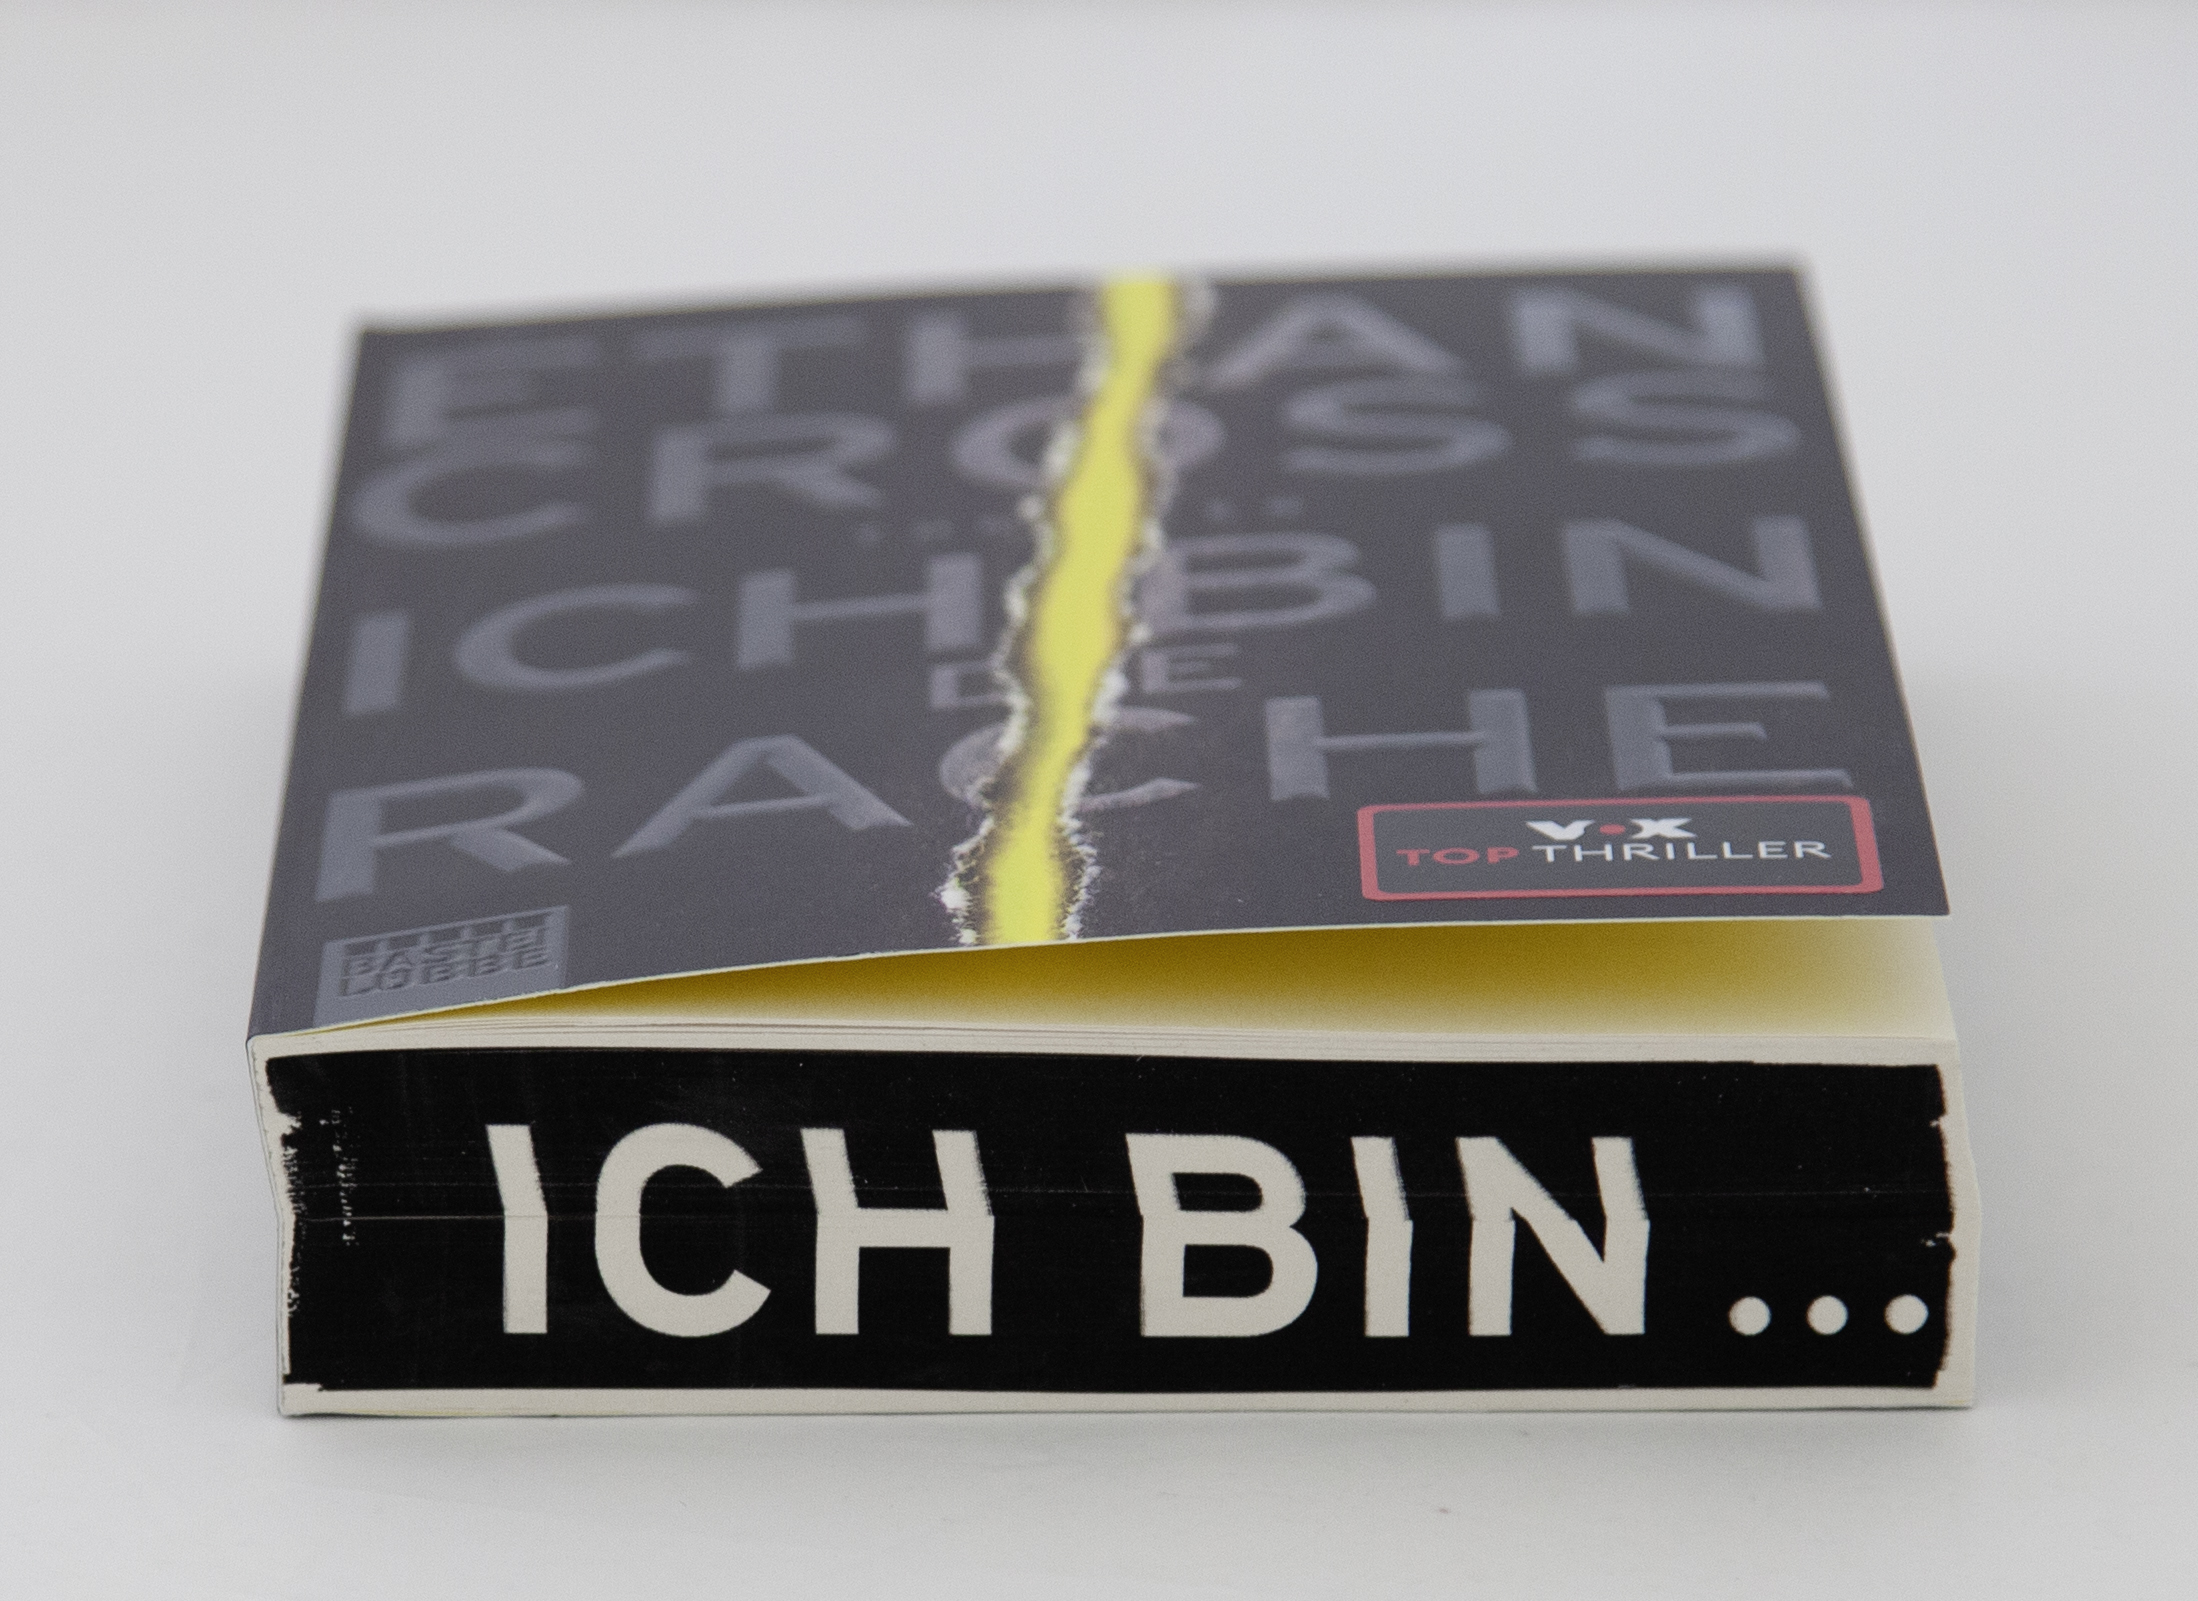 ETHAN
CROSS
ICH BIN
DIE
RACHE
VOX
TOP THRILLER
BASTEI
LÜBBE
ICH BIN...